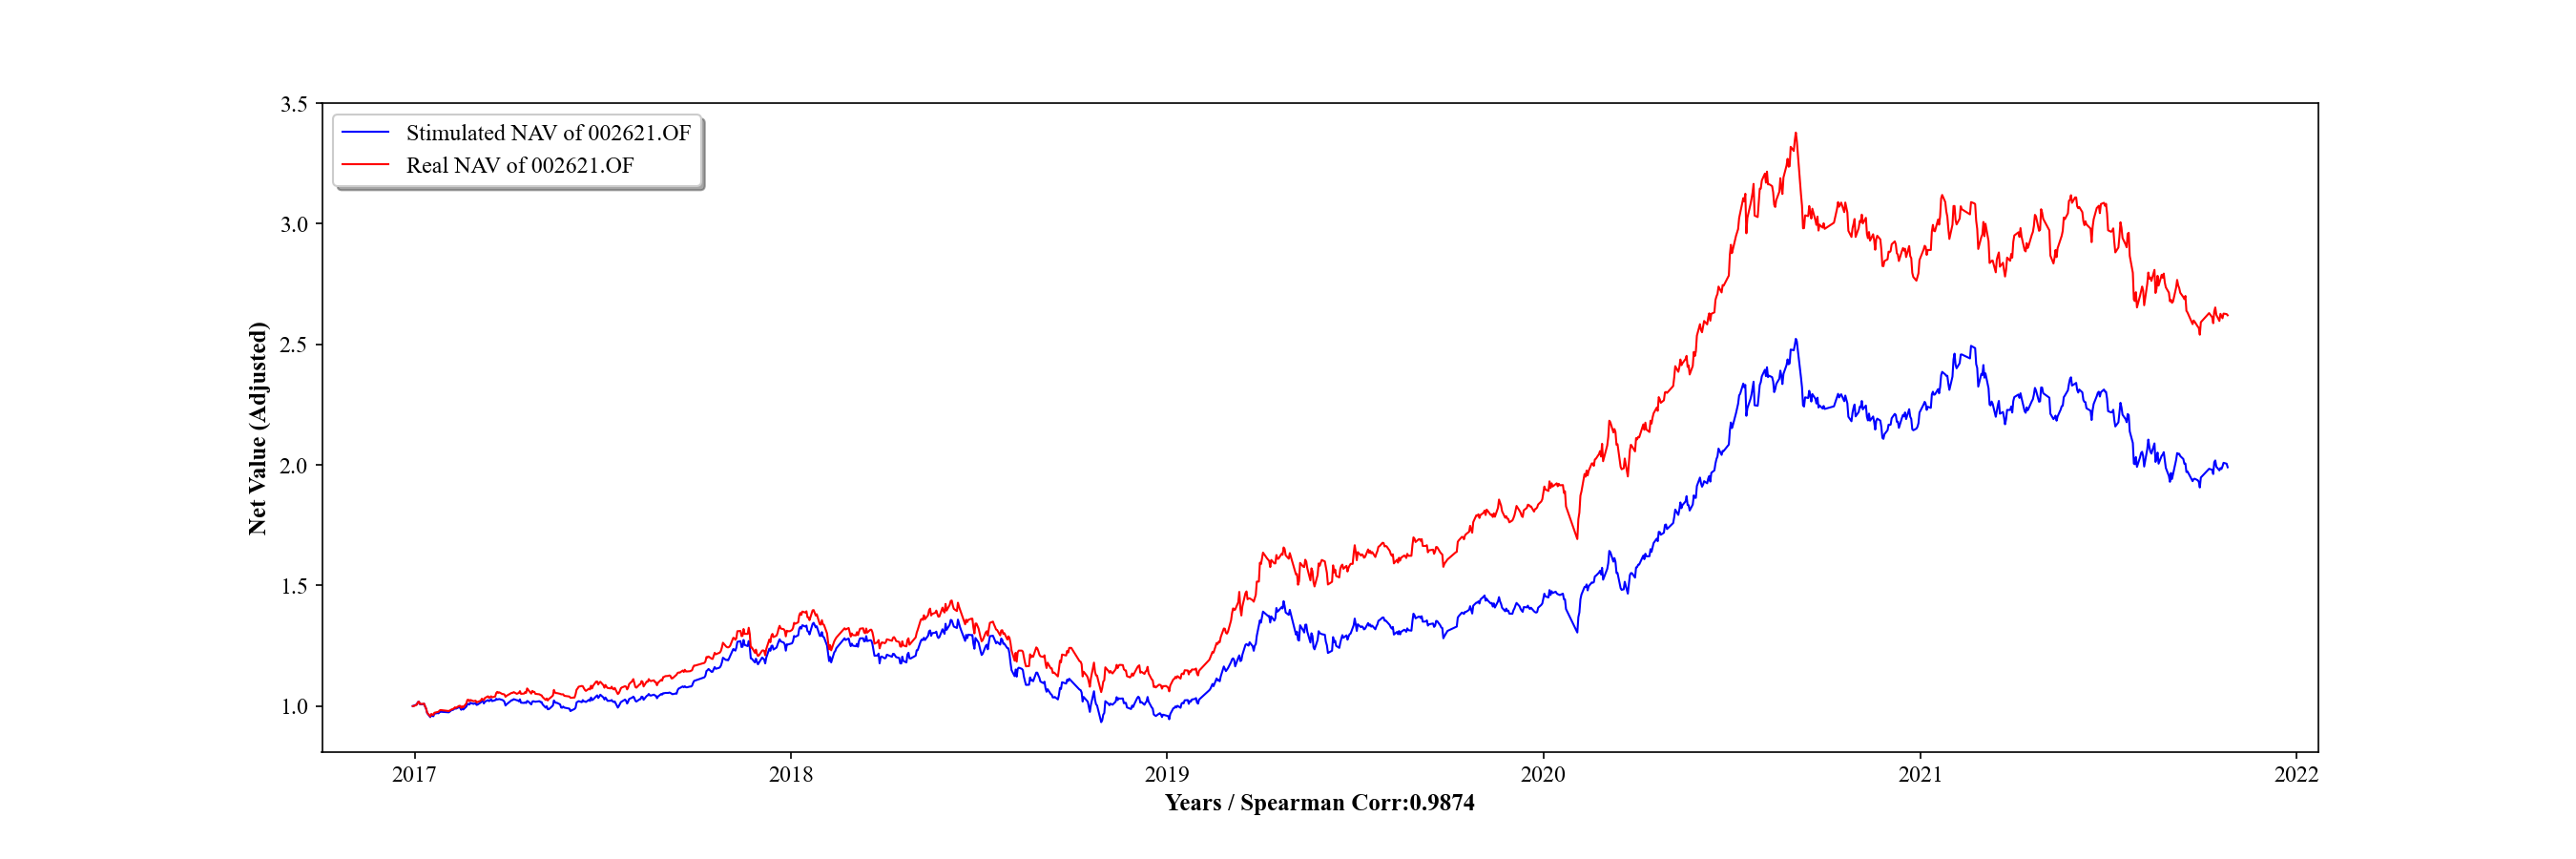 3.5
3.0
2.5
2.0
1.5
1.0
Net Value (Adjusted)
Stimulated NAV of 002621.OF
Real NAV of 002621.OF
2017 2018 2019 2020 2021 2022
Years / Spearman Corr:0.9874